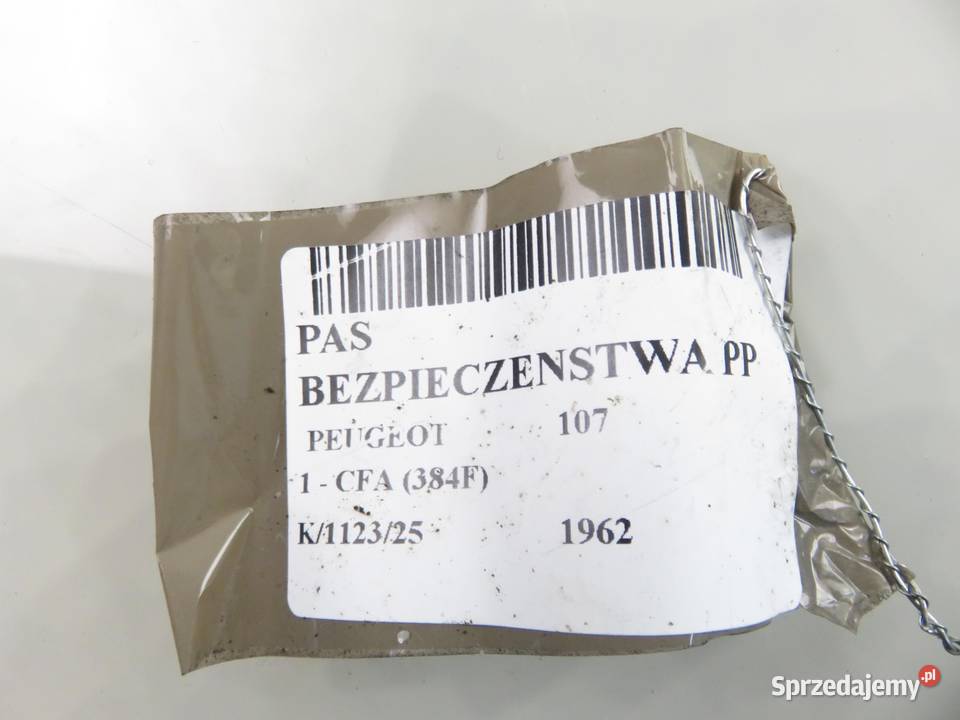 PAS
BEZPIECZENSTWA PP
PEUGEOT 107
1 - CFA (384F)
K/1123/25 1962
Sprzedajemy.pl